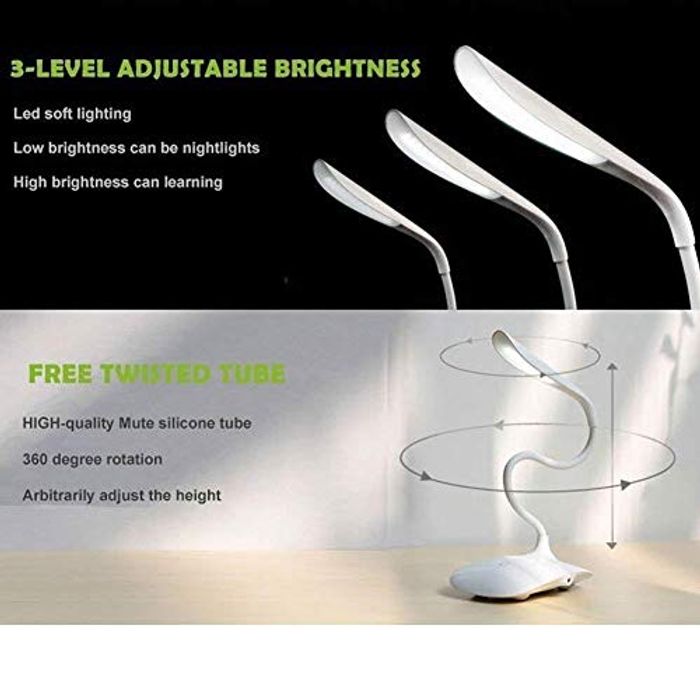 3-LEVEL ADJUSTABLE BRIGHTNESS
Led soft lighting
Low brightness can be nightlights
High brightness can learning
FREE TWISTED TUBE
HIGH-quality Mute silicone tube
360 degree rotation
Arbitrarily adjust the height